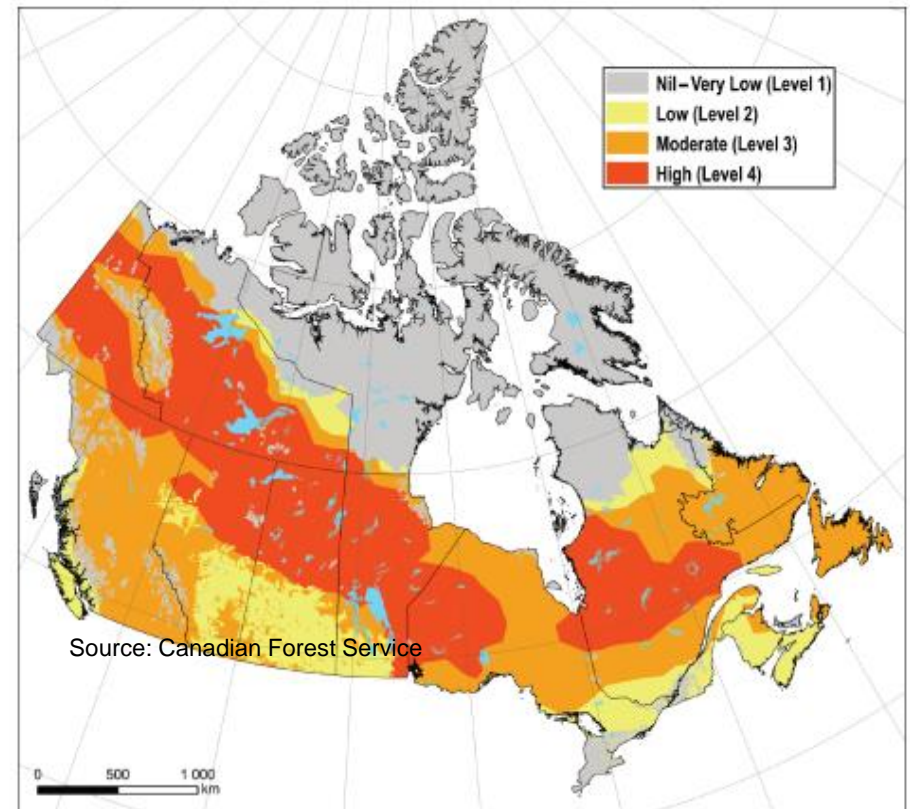 Nil–Very Low (Level 1)
Low (Level 2)
Moderate (Level 3)
High (Level 4)
Source: Canadian Forest Service
0 500 1 000
km